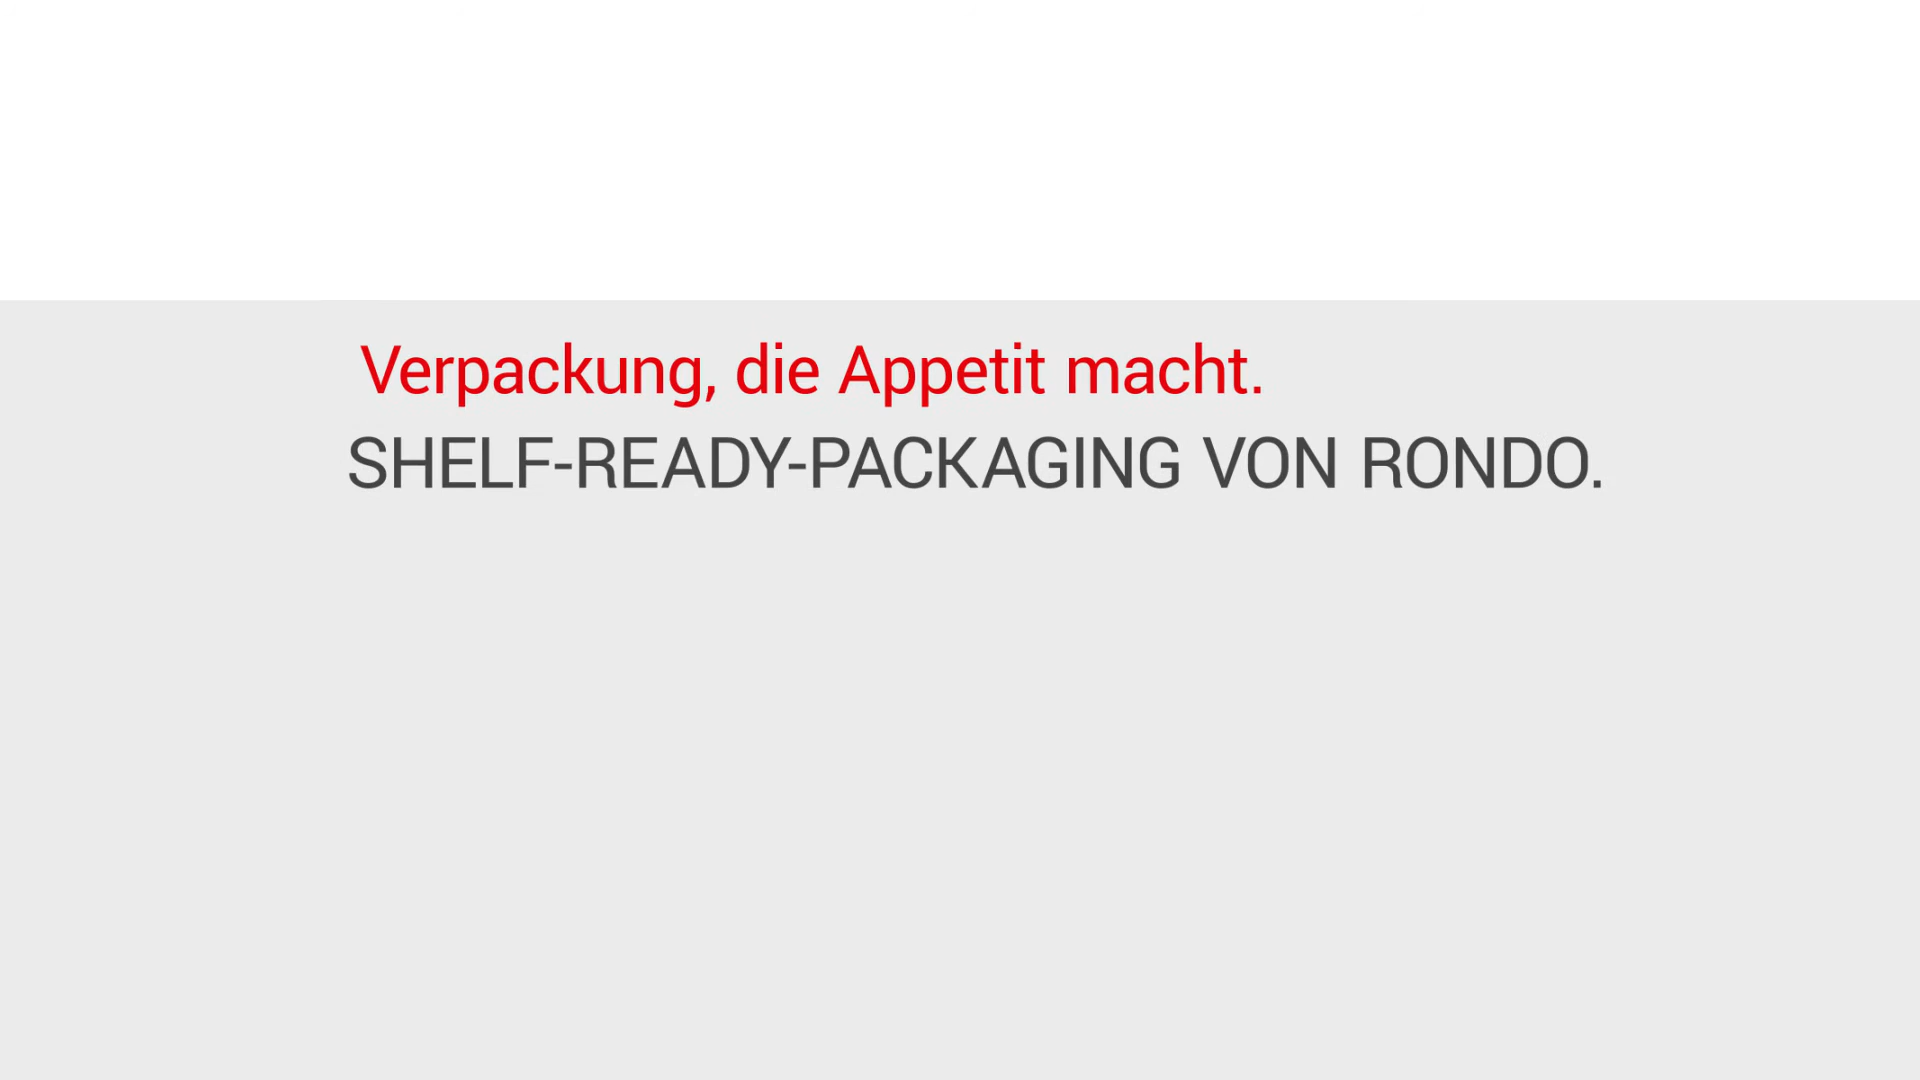 Verpackung, die Appetit macht.
SHELF-READY-PACKAGING VON RONDO.